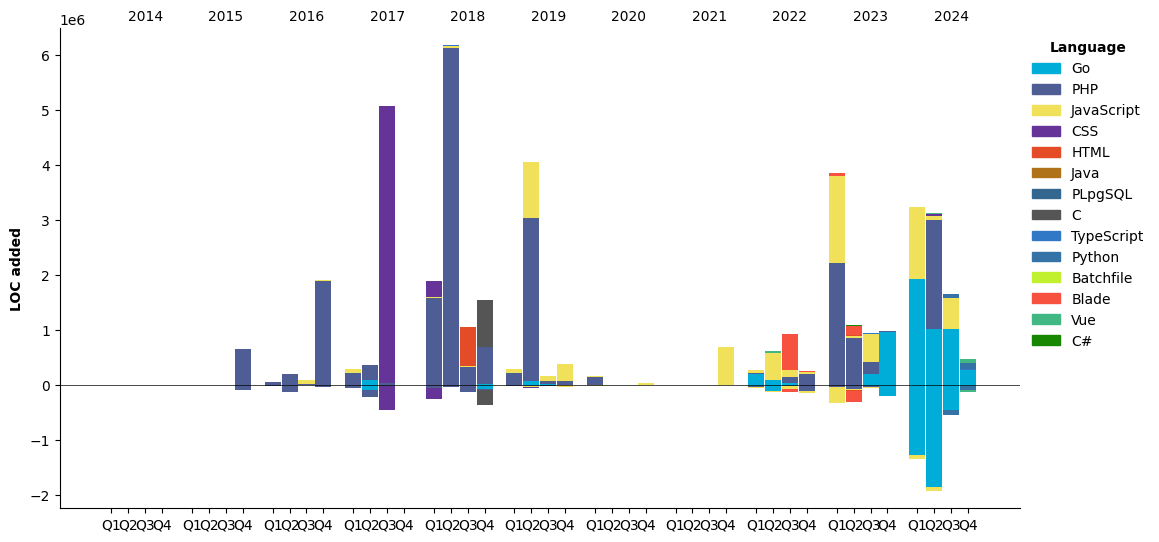 2014 2015 2016 2017 2018 2019 2020 2021 2022 2023 2024
1e6
Language
Go
PHP
JavaScript
CSS
HTML
Java
PLpgSQL
C
TypeScript
Python
Batchfile
Blade
Vue
C#
LOC added
6
5
4
3
2
1
0
−1
−2
Q1Q2Q3Q4 Q1Q2Q3Q4 Q1Q2Q3Q4 Q1Q2Q3Q4 Q1Q2Q3Q4 Q1Q2Q3Q4 Q1Q2Q3Q4 Q1Q2Q3Q4 Q1Q2Q3Q4 Q1Q2Q3Q4 Q1Q2Q3Q4